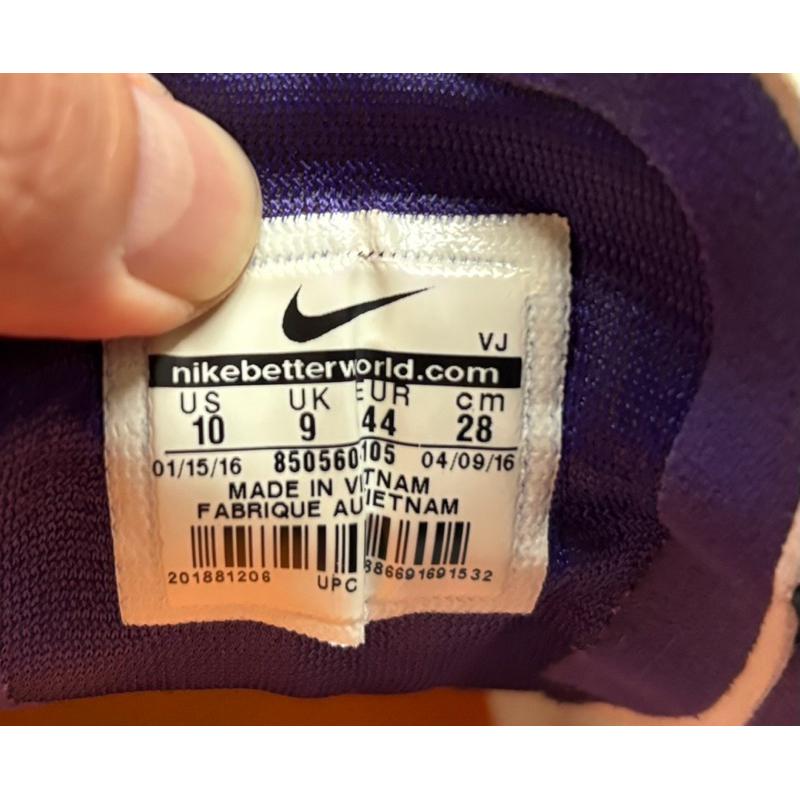 VJ
nikebetterworld.com
US UK EUR cm
10 9 44 28
01/15/16 850560 105 04/09/16
MADE IN VIETNAM
FABRIQUE AU VIETNAM
201881206 UPC 886691691532